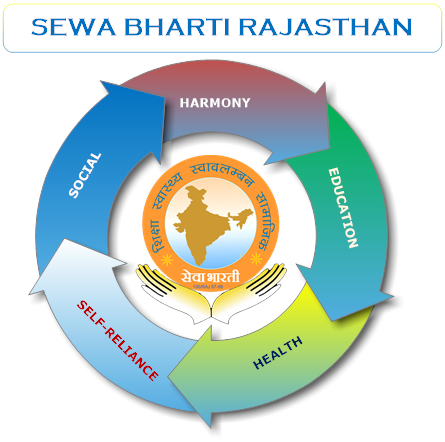 SEWA BHARTI RAJASTHAN
HARMONY
EDUCATION
HEALTH
SELF-RELIANCE
SOCIAL
शिक्षा स्वास्थ्य स्वावलम्बन सामाजिक
सेवा भारती